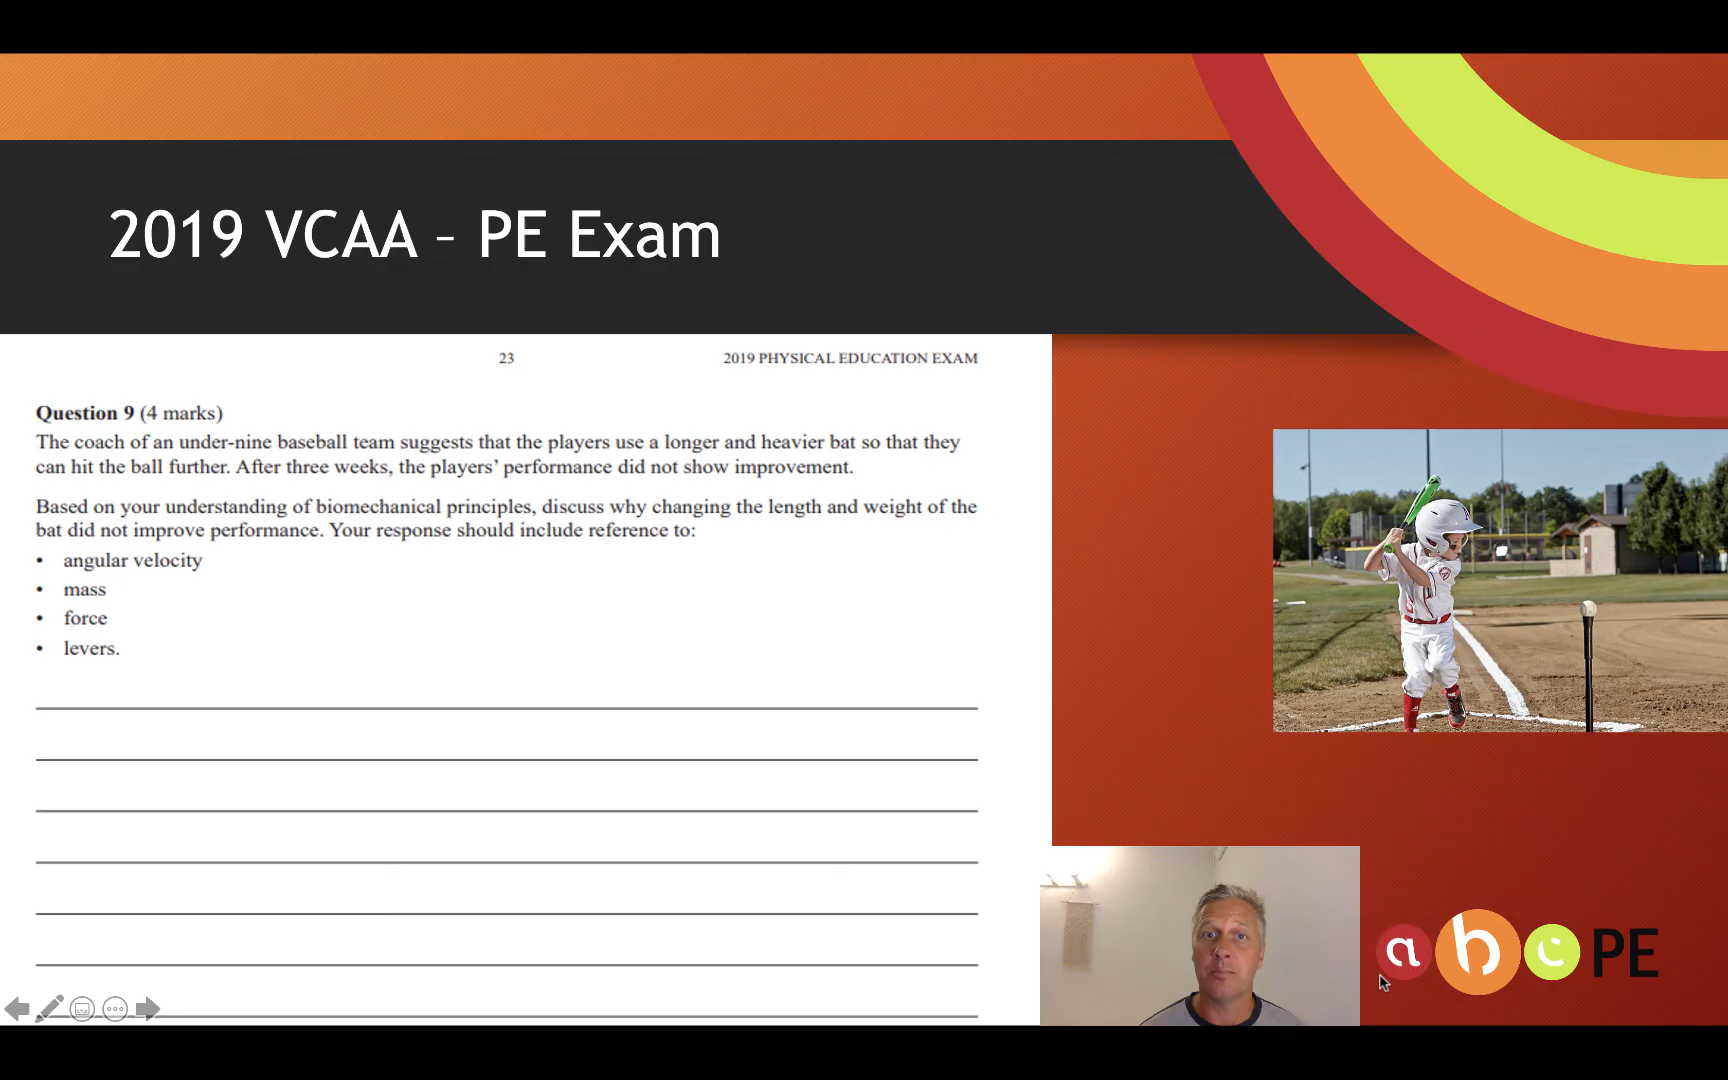 2019 VCAA – PE Exam
23
2019 PHYSICAL EDUCATION EXAM
Question 9 (4 marks)
The coach of an under-nine baseball team suggests that the players use a longer and heavier bat so that they
can hit the ball further. After three weeks, the players’ performance did not show improvement.
Based on your understanding of biomechanical principles, discuss why changing the length and weight of the
bat did not improve performance. Your response should include reference to:
• angular velocity
• mass
• force
• levers.
a b c PE